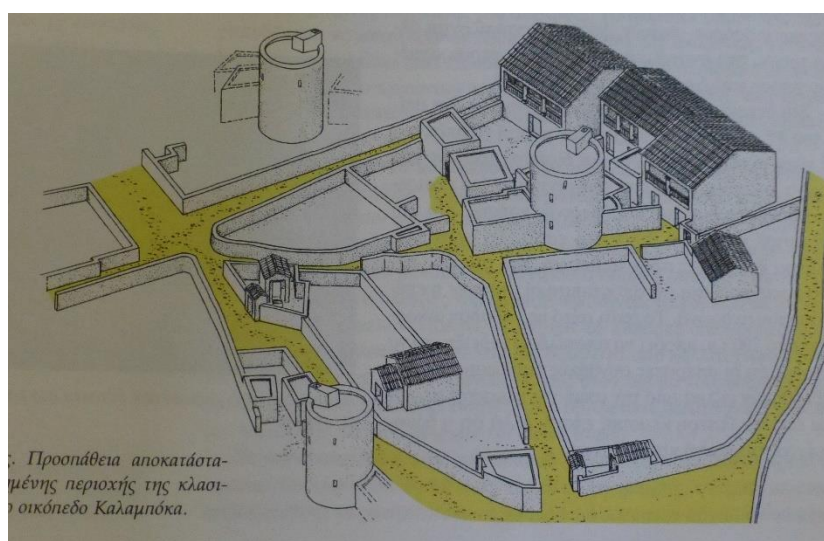 ς. Προσπάθεια αποκατάστα-
μένης περιοχής της κλασι-
ο οικόπεδο Καλαμπόκα.